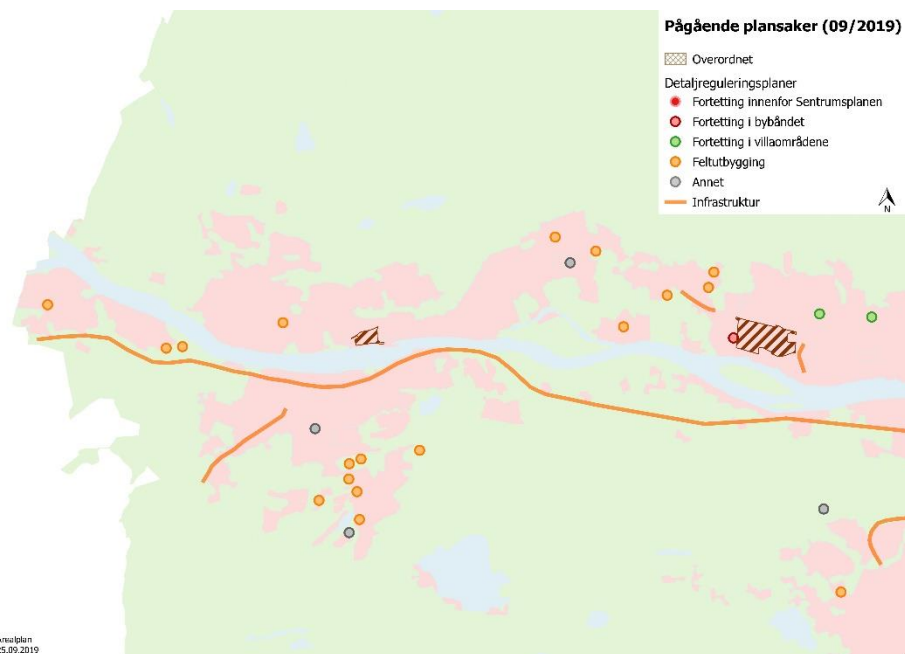 Pågående plansaker (09/2019)
Overordnet
Detaljreguleringsplaner
Fortetting innenfor Sentrumsplanen
Fortetting i bybåndet
Fortetting i villaområdene
Feltutbygging
Annet
Infrastruktur
N
Arealplan
25.09.2019